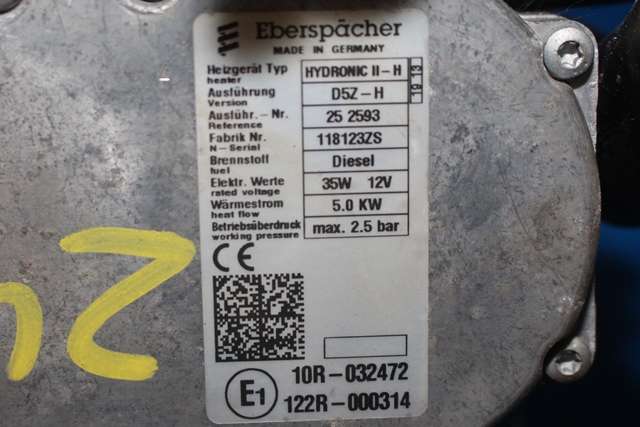 Eberspächer
MADE IN GERMANY
Heizgerät Typ HYDRONIC II-H 19 13
heater
Ausführung D5Z-H
Version
Ausführ.-Nr. 25 2593
Reference
Fabrik Nr. 118123ZS
N-Serial
Brennstoff Diesel
fuel
Elektr. Werte 35W 12V
rated voltage
Wärmestrom 5.0 KW
heat flow
Betriebsüberdruck max. 2.5 bar
working pressure
CE
10R-032472
E1
122R-000314